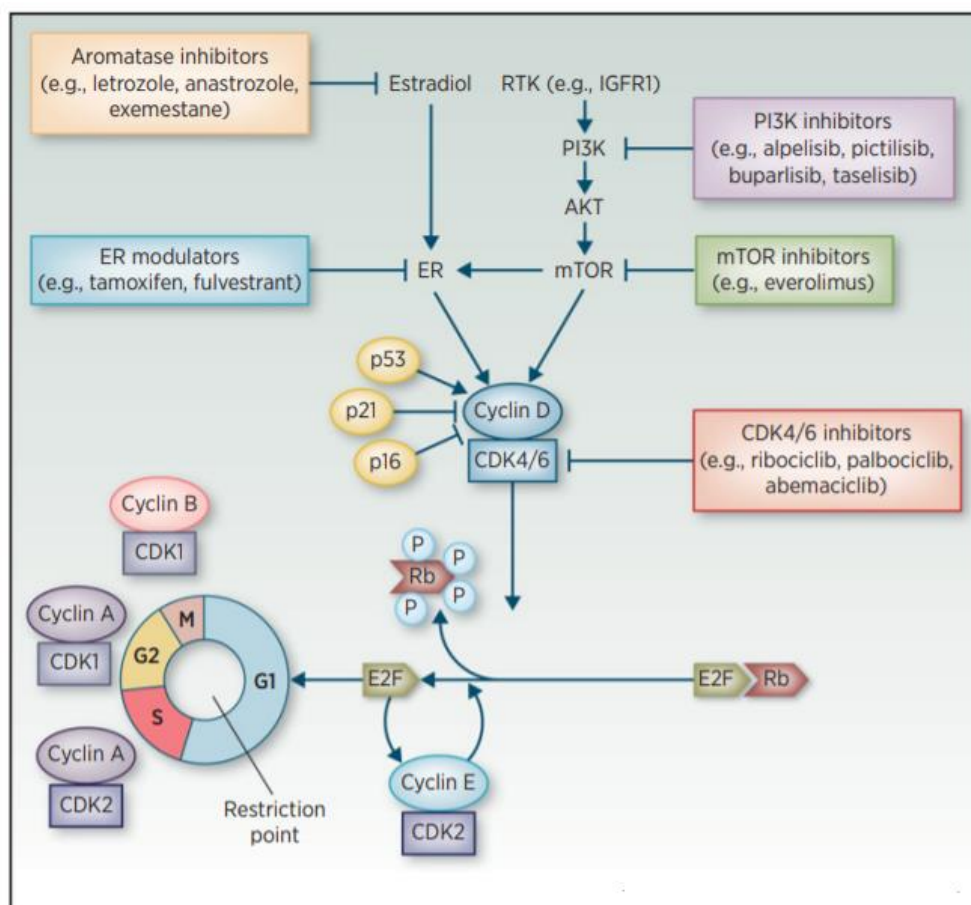 Aromatase inhibitors
(e.g., letrozole, anastrozole,
exemestane)
Estradiol
RTK (e.g., IGFR1)
PI3K
PI3K inhibitors
(e.g., alpelisib, pictilisib,
buparlisib, taselisib)
AKT
ER modulators
(e.g., tamoxifen, fulvestrant)
ER
mTOR
mTOR inhibitors
(e.g., everolimus)
p53
p21
p16
Cyclin D
CDK4/6
CDK4/6 inhibitors
(e.g., ribociclib, palbociclib,
abemaciclib)
Cyclin B
CDK1
P
P
Rb
P
P
Cyclin A
CDK1
M
G2
G1
S
E2F
E2F
Rb
Cyclin A
CDK2
Restriction
point
Cyclin E
CDK2